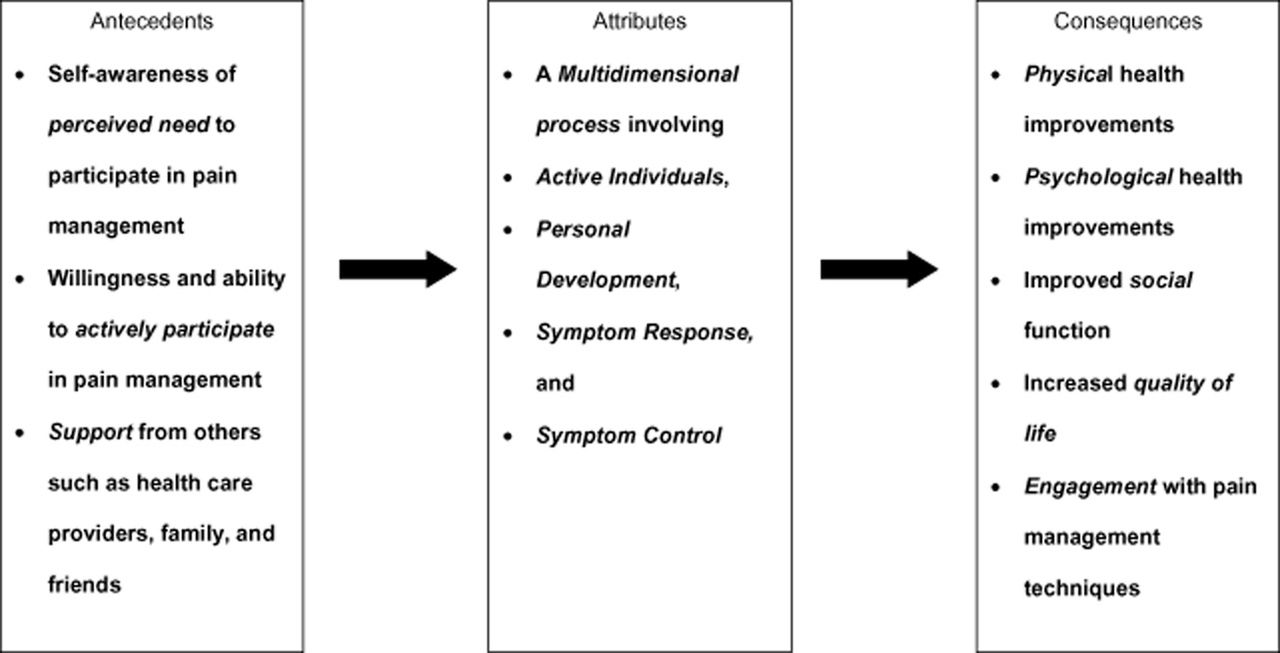 Antecedents
• Self-awareness of
perceived need to
participate in pain
management
• Willingness and ability
to actively participate
in pain management
• Support from others
such as health care
providers, family, and
friends
Attributes
• A Multidimensional
process involving
• Active Individuals,
• Personal
Development,
• Symptom Response,
and
• Symptom Control
Consequences
• Physical health
improvements
• Psychological health
improvements
• Improved social
function
• Increased quality of
life
• Engagement with pain
management
techniques